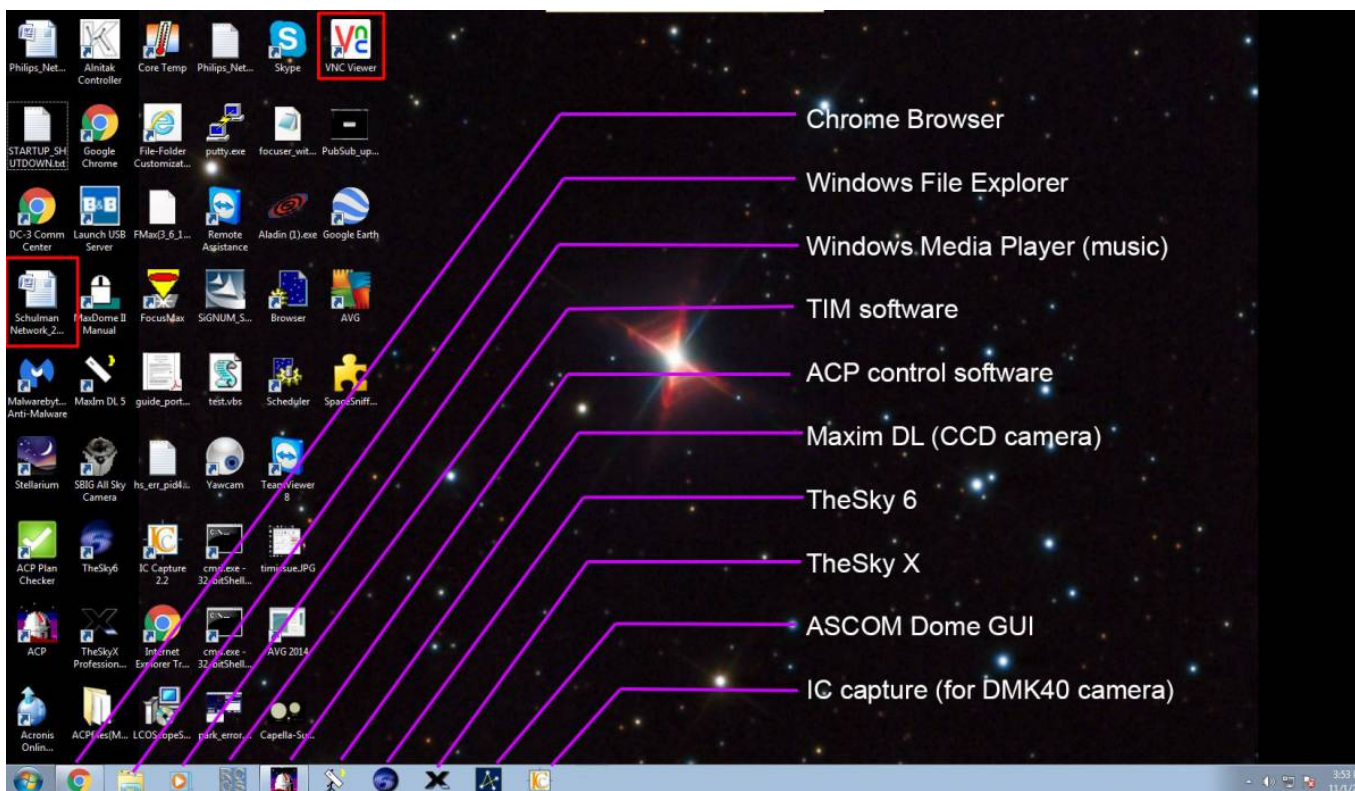 Philips_Net...
Alnitak
Controller
Core Temp
Philips_Net...
Skype
VNC Viewer
STARTUP_SH
UTDOWN.txt
Google
Chrome
File-Folder
Customizat...
putty.exe
focuser_wit...
PubSub_up...
DC-3 Comm
Center
Launch USB
Server
FMax(3_6_1...
Remote
Assistance
Aladin (1).exe
Google Earth
Schulman
Network_2...
MaxDome II
Manual
FocusMax
SiGNUM_S...
Browser
AVG
Malwarebyt...
Anti-Malware
MaxIm DL 5
guide_port...
test.vbs
Scheduler
SpaceSniff...
Stellarium
SBIG All Sky
Camera
hs_err_pid4...
Yawcam
TeamViewer
8
ACP Plan
Checker
TheSky6
IC Capture
2.2
cmd.exe -
32-bitShell...
timissue.JPG
ACP
TheSkyX
Profession...
Internet
Explorer Tr...
cmd.exe -
32-bitShell...
AVG 2014
Acronis
Onlin...
ACPfiles(M...
LCOScopeS...
park_error...
Capella-Su...
Chrome Browser
Windows File Explorer
Windows Media Player (music)
TIM software
ACP control software
Maxim DL (CCD camera)
TheSky 6
TheSky X
ASCOM Dome GUI
IC capture (for DMK40 camera)
3:53